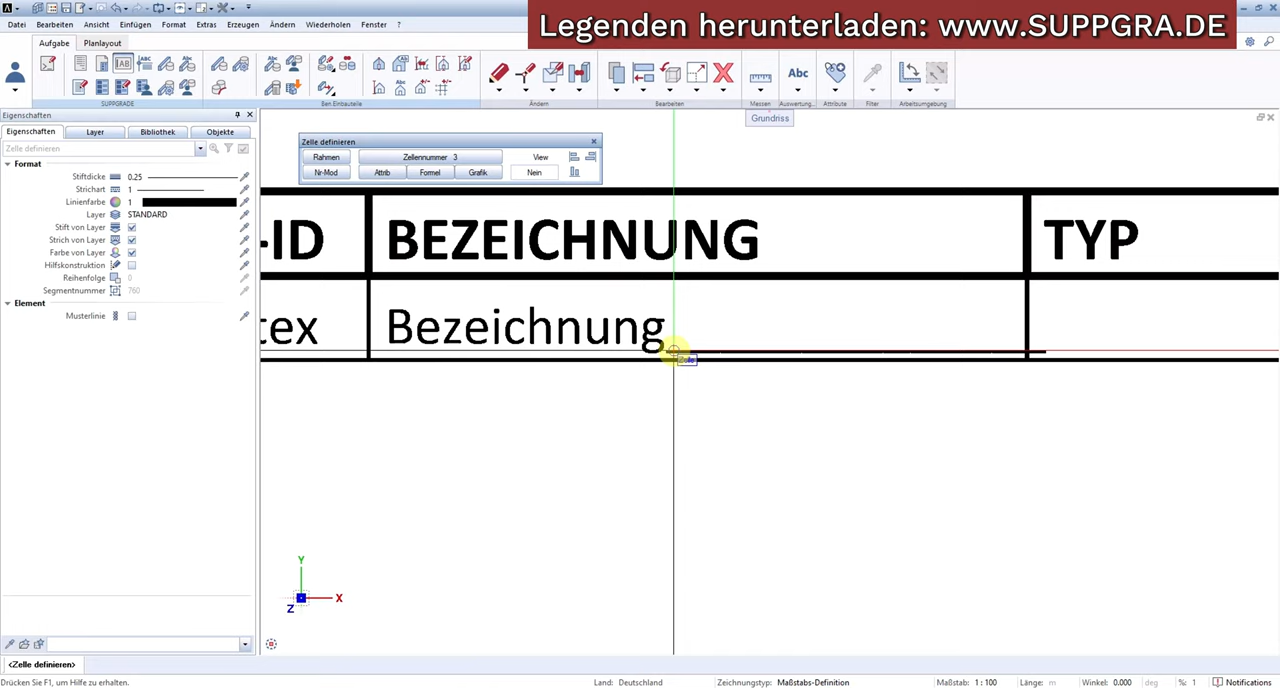 Legenden herunterladen: www.SUPPGRA.DE
Datei Bearbeiten Ansicht Einfügen Format Extras Erzeugen Ändern Wiederholen Fenster ?
Aufgabe Planlayout
Abc
SUPPGRADE Ben.Einbauteile Ändern Bearbeiten Messen Auswertung,... Attribute Filter Arbeitsumgebung
Eigenschaften
Grundriss
Eigenschaften Layer Bibliothek Objekte
Zelle definieren
Format
Stiftdicke 0.25
Strichart 1
Linienfarbe 1
Layer STANDARD
Stift von Layer
Strich von Layer
Farbe von Layer
Hilfskonstruktion
Reihenfolge 0
Segmentnummer 760
Element
Musterlinie
Zelle definieren
Rahmen Zellennummer 3 View
Nr-Mod Attrib Formel Grafik Nein
-ID BEZEICHNUNG TYP
tex Bezeichnung
Y
Z X
<Zelle definieren>
Drücken Sie F1, um Hilfe zu erhalten. Land: Deutschland Zeichnungstyp: Maßstabs-Definition Maßstab: 1 : 100 Länge: m Winkel: 0.000 deg %: 1 Notifications